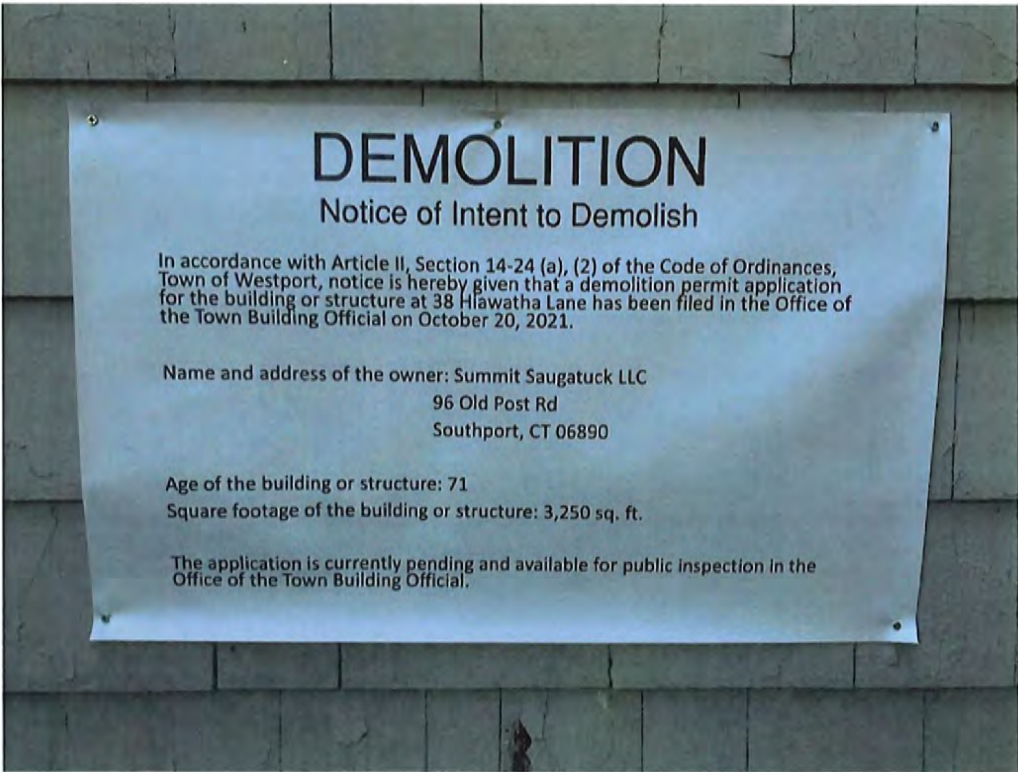 DEMOLITION
Notice of Intent to Demolish
In accordance with Article II, Section 14-24 (a), (2) of the Code of Ordinances,
Town of Westport, notice is hereby given that a demolition permit application
for the building or structure at 38 Hiawatha Lane has been filed in the Office of
the Town Building Official on October 20, 2021.
Name and address of the owner: Summit Saugatuck LLC
96 Old Post Rd
Southport, CT 06890
Age of the building or structure: 71
Square footage of the building or structure: 3,250 sq. ft.
The application is currently pending and available for public inspection in the
Office of the Town Building Official.